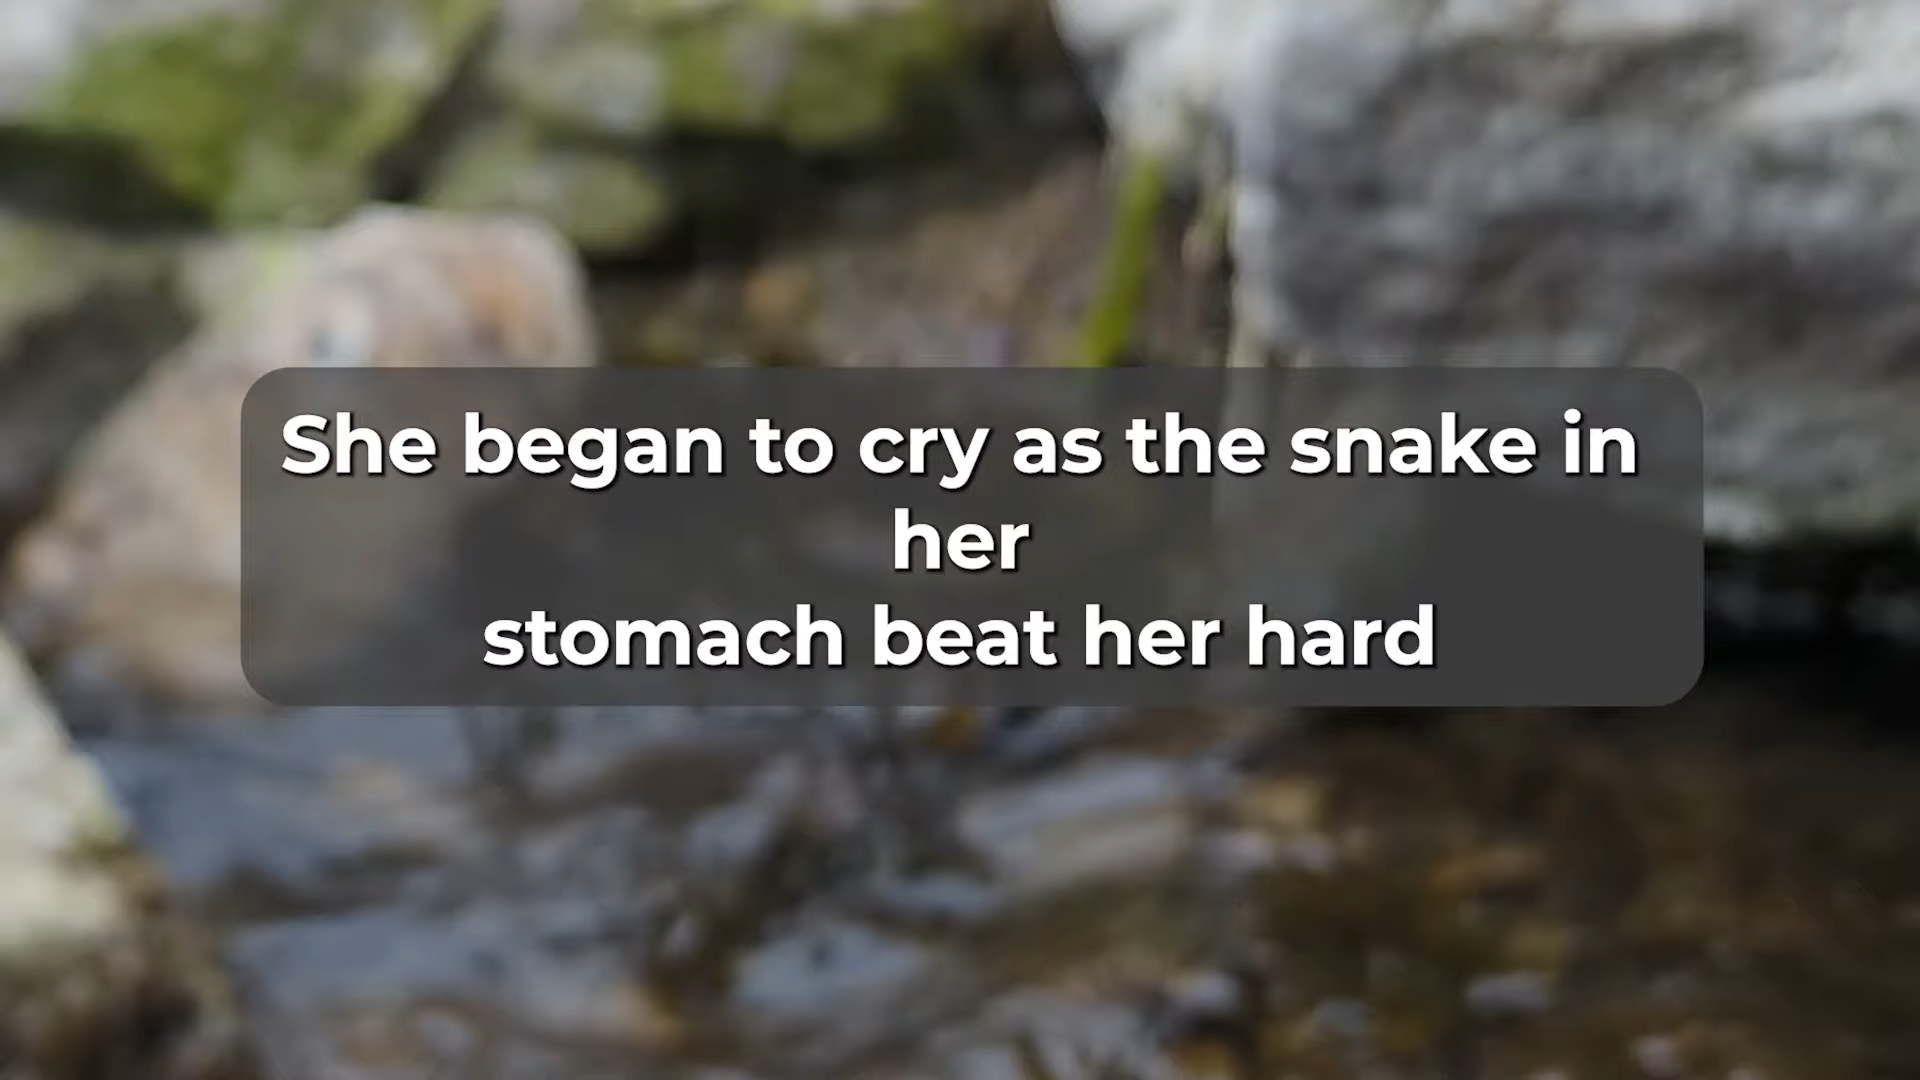 She began to cry as the snake in
her
stomach beat her hard